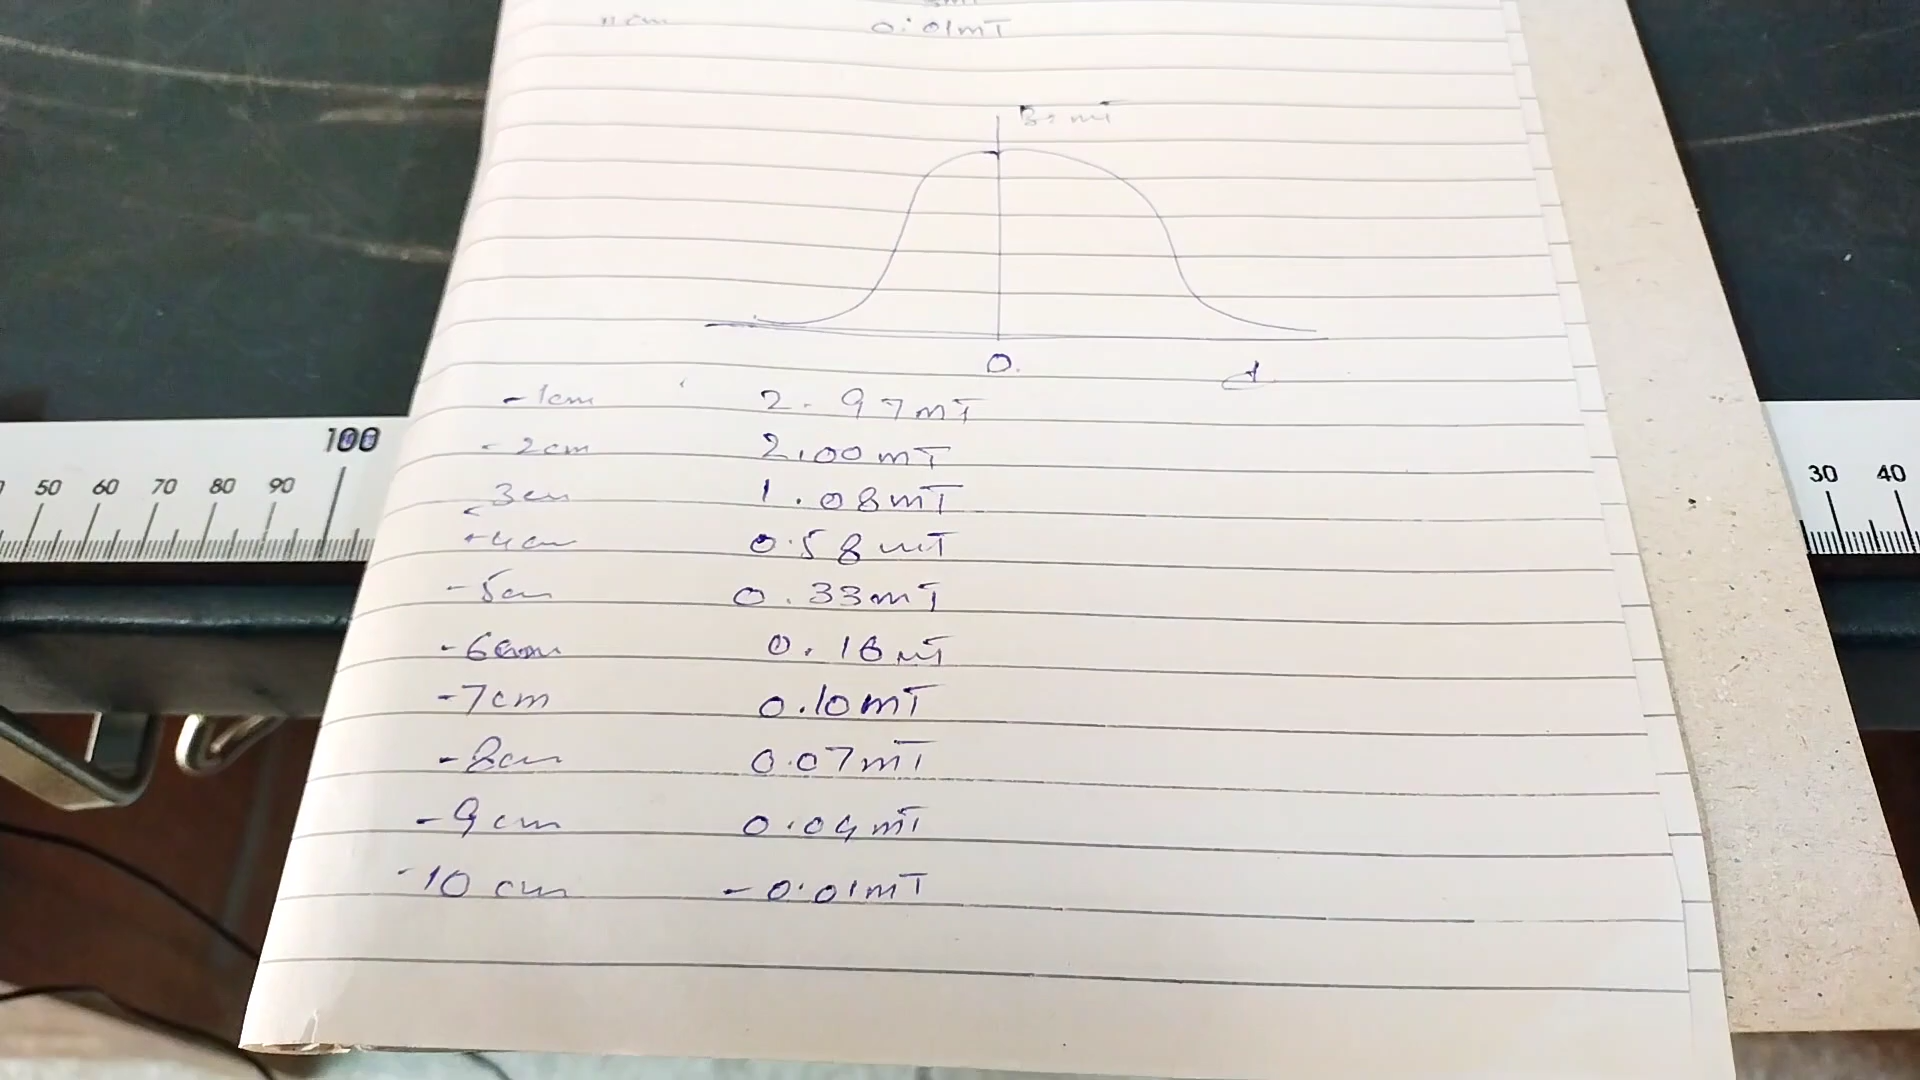 11cm 0.01mT
B= mT
0. d
-1cm 2.97mT
-2cm 2.00mT
-3cm 1.08mT
-4cm 0.58mT
-5cm 0.33mT
-6cm 0.16mT
-7cm 0.10mT
-8cm 0.07mT
-9cm 0.04mT
-10 cm -0.01mT
100
50 60 70 80 90
30 40